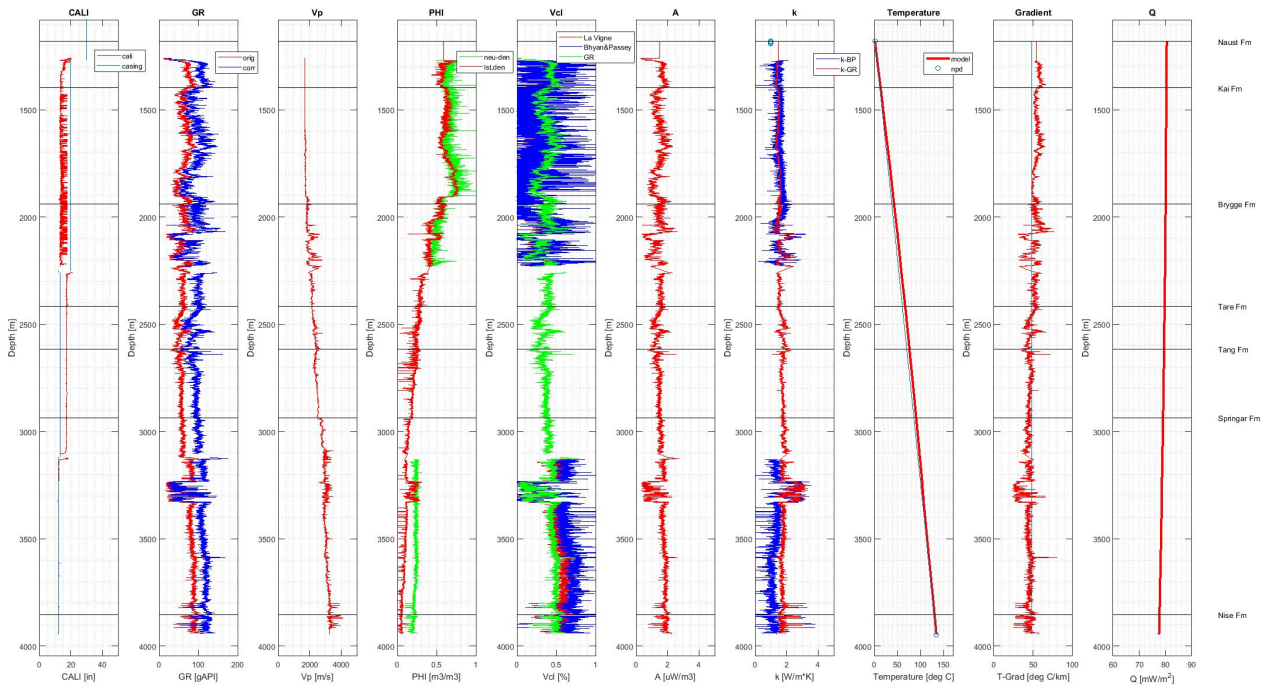 CALI
GR
Vp
PHI
Vcl
A
k
Temperature
Gradient
Q
cali
casing
orig
corr
neu-den
lst,den
La Vigne
Bhyan&Passey
GR
k-BP
k-GR
model
npd
Naust Fm
Kai Fm
Brygge Fm
Tare Fm
Tang Fm
Springar Fm
Nise Fm
1500
2000
2500
3000
3500
4000
Depth [m]
0 20 40
CALI [in]
1500
2000
2500
3000
3500
4000
Depth [m]
0 100 200
GR [gAPI]
1500
2000
2500
3000
3500
4000
Depth [m]
2000 4000
Vp [m/s]
1500
2000
2500
3000
3500
4000
Depth [m]
0 0.5 1
PHI [m3/m3]
1500
2000
2500
3000
3500
4000
Depth [m]
0 0.5 1
Vcl [%]
1500
2000
2500
3000
3500
4000
Depth [m]
0 2 4
A [uW/m3]
1500
2000
2500
3000
3500
4000
Depth [m]
0 2 4
k [W/m*K]
1500
2000
2500
3000
3500
4000
Depth [m]
0 50 100 150
Temperature [deg C]
1500
2000
2500
3000
3500
4000
Depth [m]
0 50 100
T-Grad [deg C/km]
1500
2000
2500
3000
3500
4000
Depth [m]
60 70 80 90
Q [mW/m²]